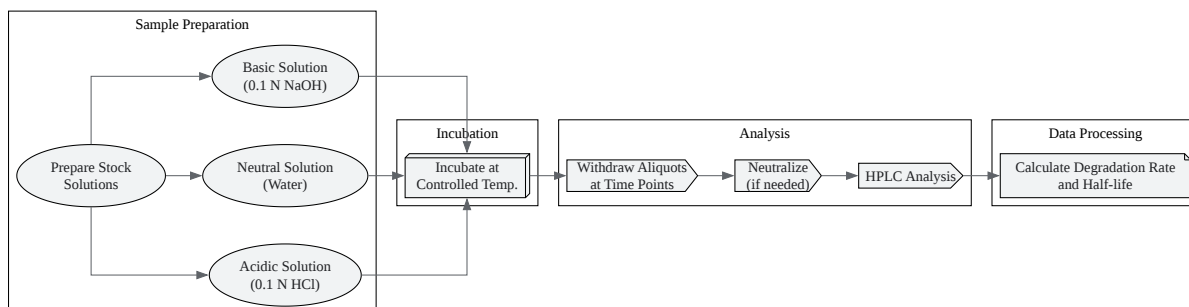 Sample Preparation
Basic Solution
(0.1 N NaOH)
Prepare Stock
Solutions
Neutral Solution
(Water)
Acidic Solution
(0.1 N HCl)
Incubation
Incubate at
Controlled Temp.
Analysis
Withdraw Aliquots
at Time Points
Neutralize
(if needed)
HPLC Analysis
Data Processing
Calculate Degradation Rate
and Half-life